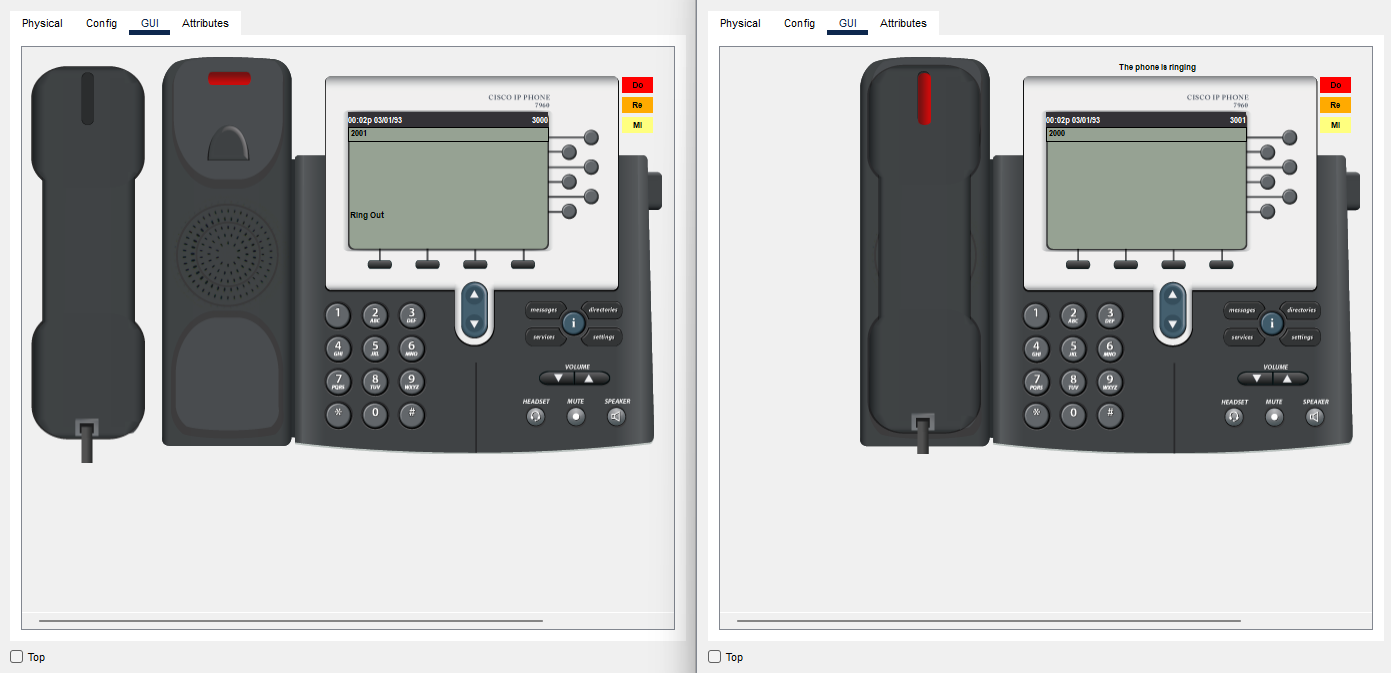 Physical Config GUI Attributes
CISCO IP PHONE
7960
00:02p 03/01/93 3000
2001
Ring Out
Do
Re
MI
1 2 ABC 3 DEF
4 GHI 5 JKL 6 MNO
7 PQRS 8 TUV 9 WXYZ
* 0 #
messages directories
i
services settings
VOLUME
HEADSET MUTE SPEAKER
Top
Physical Config GUI Attributes
The phone is ringing
CISCO IP PHONE
7960
00:02p 03/01/93 3001
2000
Do
Re
MI
1 2 ABC 3 DEF
4 GHI 5 JKL 6 MNO
7 PQRS 8 TUV 9 WXYZ
* 0 #
messages directories
i
services settings
VOLUME
HEADSET MUTE SPEAKER
Top